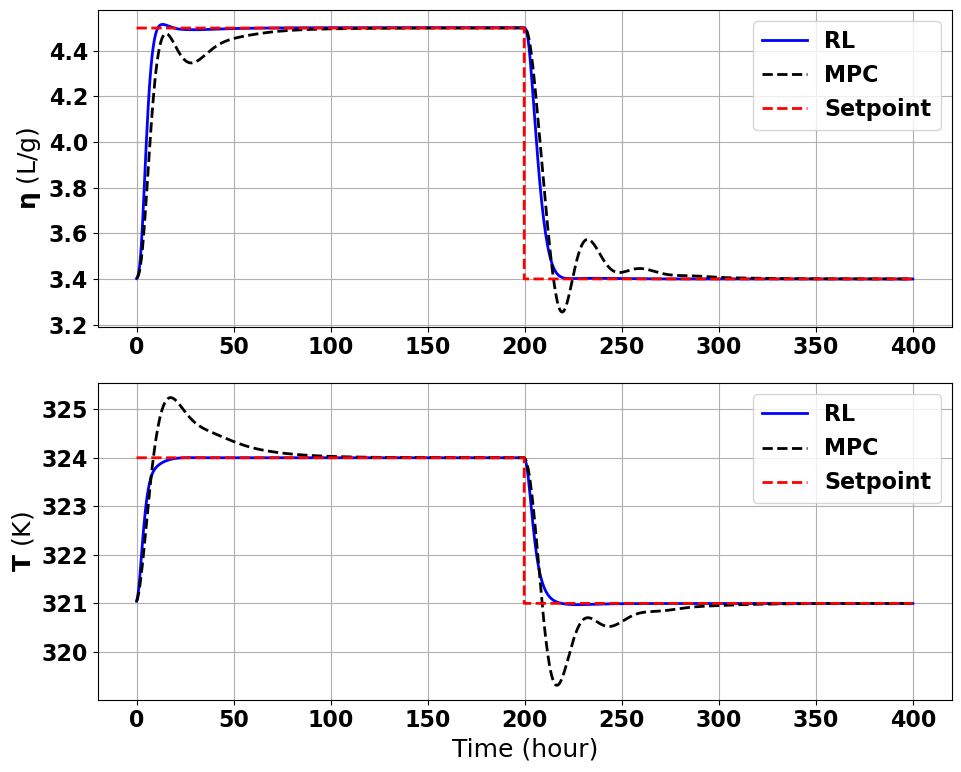 4.4
4.2
4.0
3.8
3.6
3.4
3.2
η (L/g)
RL
MPC
Setpoint
0 50 100 150 200 250 300 350 400
325
324
323
322
321
320
T (K)
RL
MPC
Setpoint
0 50 100 150 200 250 300 350 400
Time (hour)